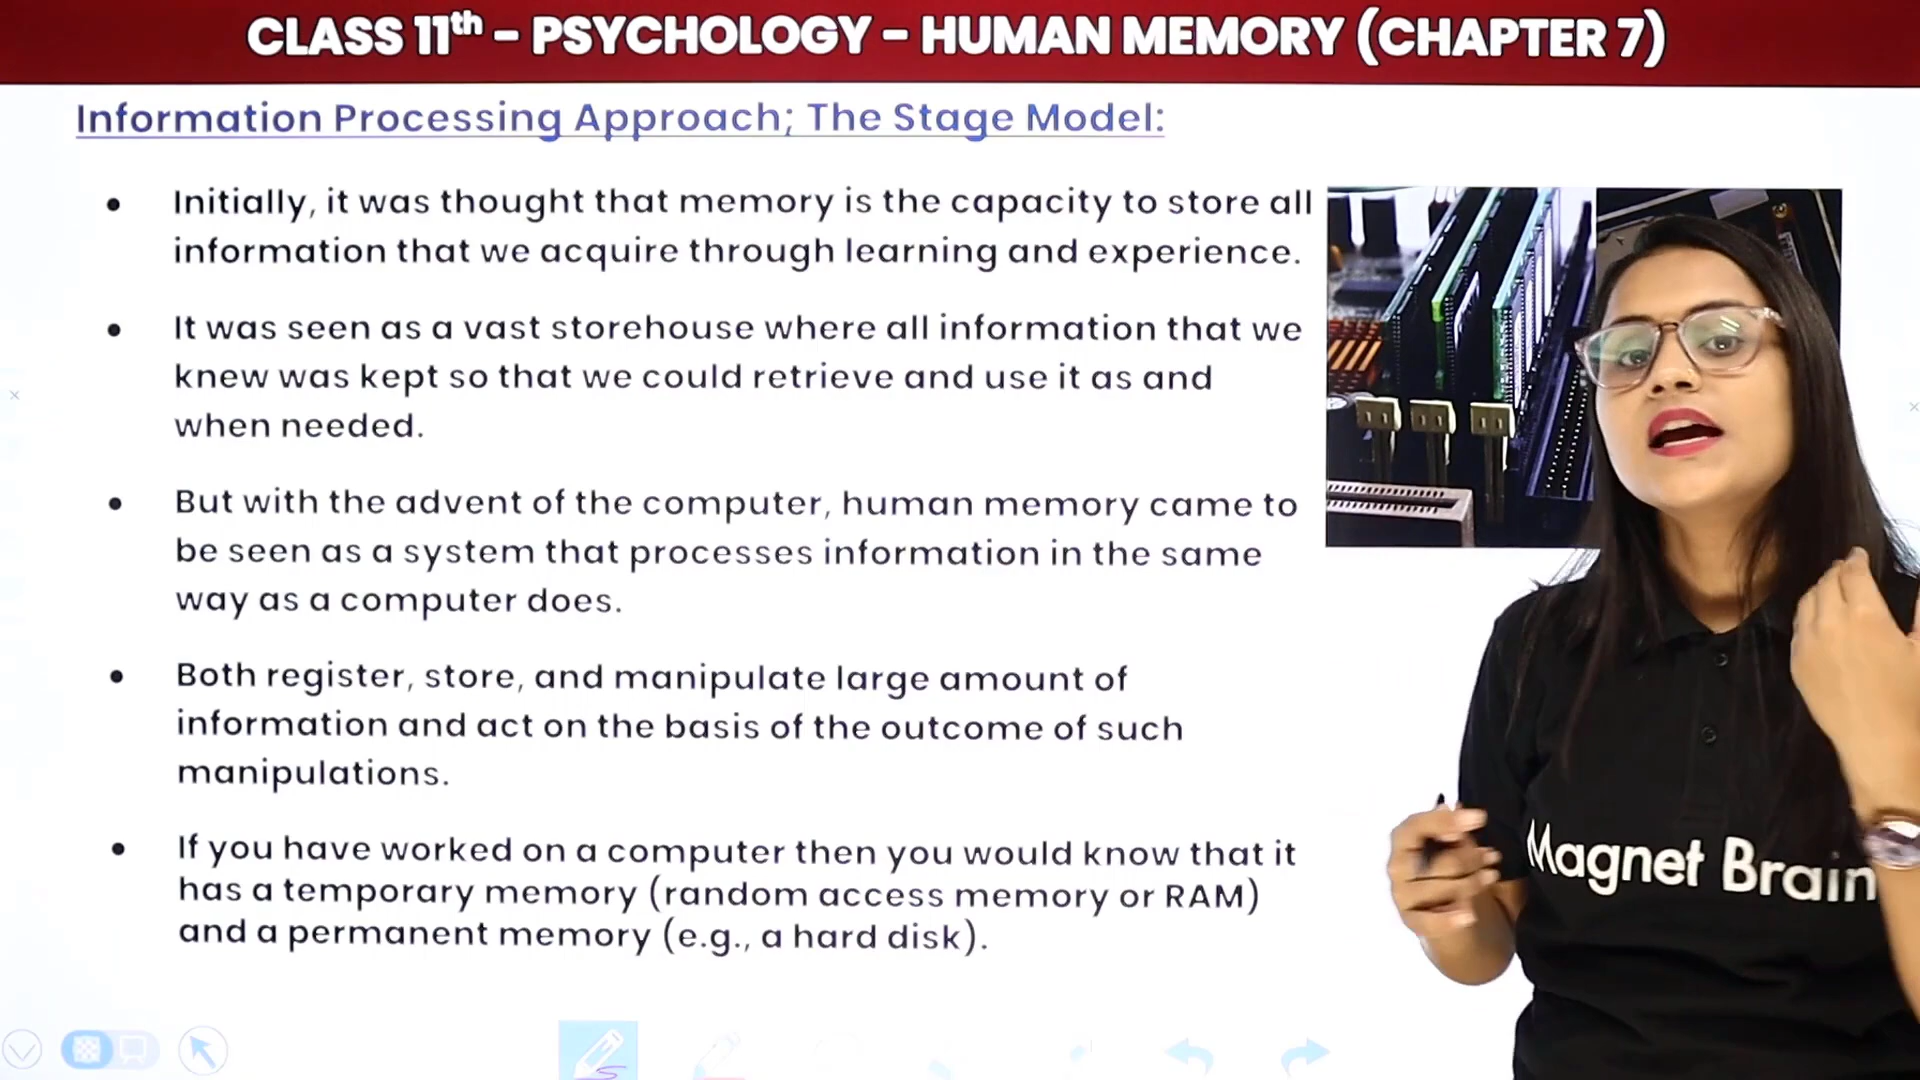 CLASS 11th - PSYCHOLOGY - HUMAN MEMORY (CHAPTER 7)
Information Processing Approach; The Stage Model:
• Initially, it was thought that memory is the capacity to store all
information that we acquire through learning and experience.
• It was seen as a vast storehouse where all information that we
knew was kept so that we could retrieve and use it as and
when needed.
• But with the advent of the computer, human memory came to
be seen as a system that processes information in the same
way as a computer does.
• Both register, store, and manipulate large amount of
information and act on the basis of the outcome of such
manipulations.
• If you have worked on a computer then you would know that it
has a temporary memory (random access memory or RAM)
and a permanent memory (e.g., a hard disk).
Magnet Brain